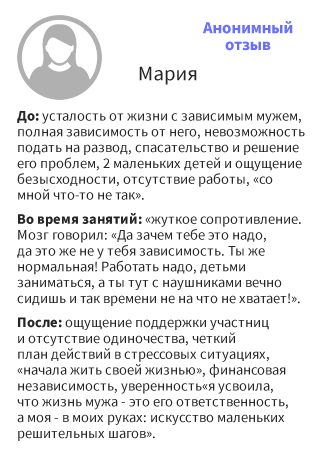 Анонимный
отзыв
Мария
До: усталость от жизни с зависимым мужем,
полная зависимость от него, невозможность
подать на развод, спасательство и решение
его проблем, 2 маленьких детей и ощущение
безысходности, отсутствие работы, «со
мной что-то не так».
Во время занятий: «жуткое сопротивление.
Мозг говорил: «Да зачем тебе это надо,
да это же не у тебя зависимость. Ты же
нормальная! Работать надо, детьми
заниматься, а ты тут с наушниками вечно
сидишь и так времени не на что не хватает!».
После: ощущение поддержки участниц
и отсутствие одиночества, четкий
план действий в стрессовых ситуациях,
«начала жить своей жизнью», финансовая
независимость, уверенность«я усвоила,
что жизнь мужа - это его ответственность,
а моя - в моих руках: искусство маленьких
решительных шагов».